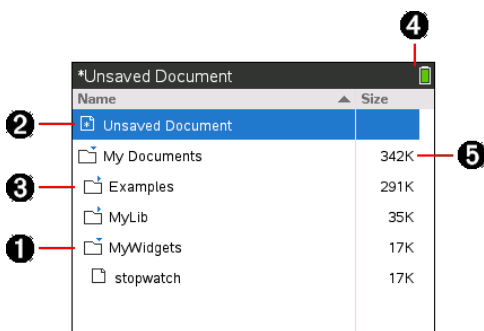 4
*Unsaved Document
Name Size
2 Unsaved Document
My Documents 342K 5
3 Examples 291K
MyLib 35K
1 MyWidgets 17K
stopwatch 17K